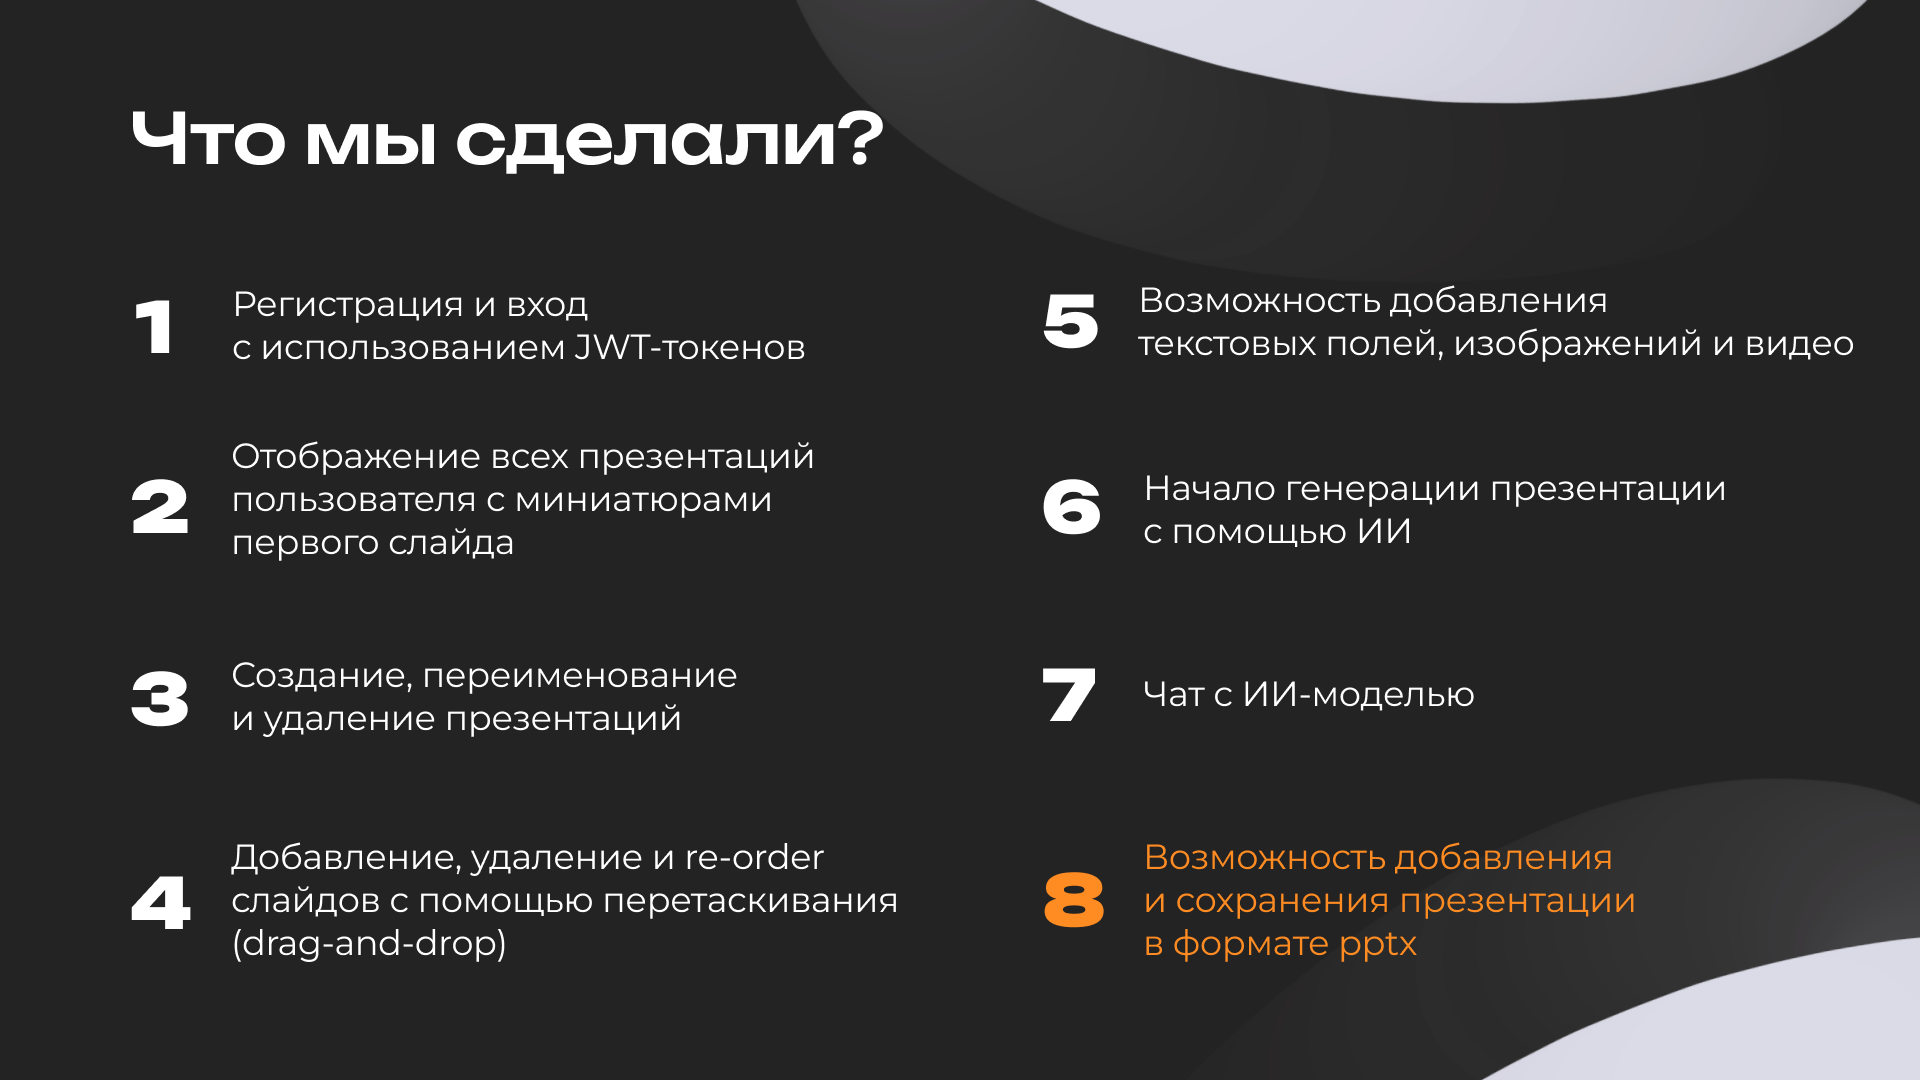 Что мы сделали?
1
Регистрация и вход
с использованием JWT-токенов
2
Отображение всех презентаций
пользователя с миниатюрами
первого слайда
3
Создание, переименование
и удаление презентаций
4
Добавление, удаление и re-order
слайдов с помощью перетаскивания
(drag-and-drop)
5
Возможность добавления
текстовых полей, изображений и видео
6
Начало генерации презентации
с помощью ИИ
7
Чат с ИИ-моделью
8
Возможность добавления
и сохранения презентации
в формате pptx